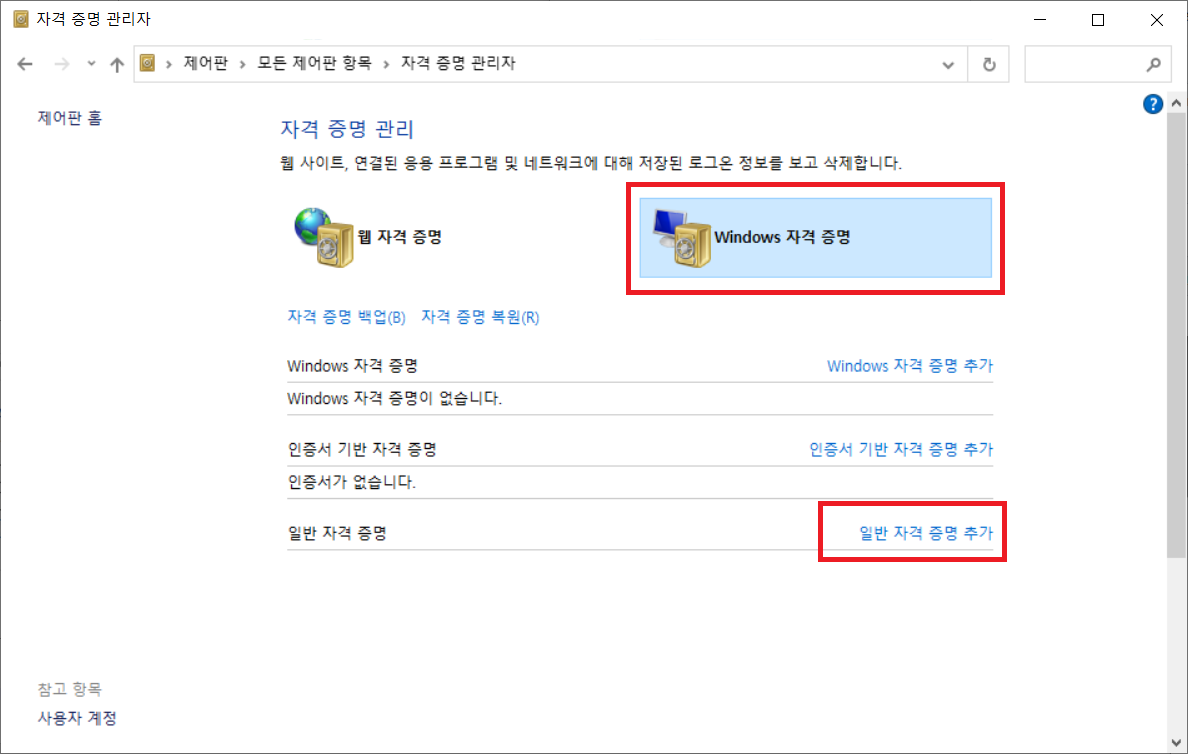 자격 증명 관리자
제어판 모든 제어판 항목 자격 증명 관리자
제어판 홈
자격 증명 관리
웹 사이트, 연결된 응용 프로그램 및 네트워크에 대해 저장된 로그온 정보를 보고 삭제합니다.
웹 자격 증명 Windows 자격 증명
자격 증명 백업(B) 자격 증명 복원(R)
Windows 자격 증명 Windows 자격 증명 추가
Windows 자격 증명이 없습니다.
인증서 기반 자격 증명 인증서 기반 자격 증명 추가
인증서가 없습니다.
일반 자격 증명 일반 자격 증명 추가
참고 항목
사용자 계정